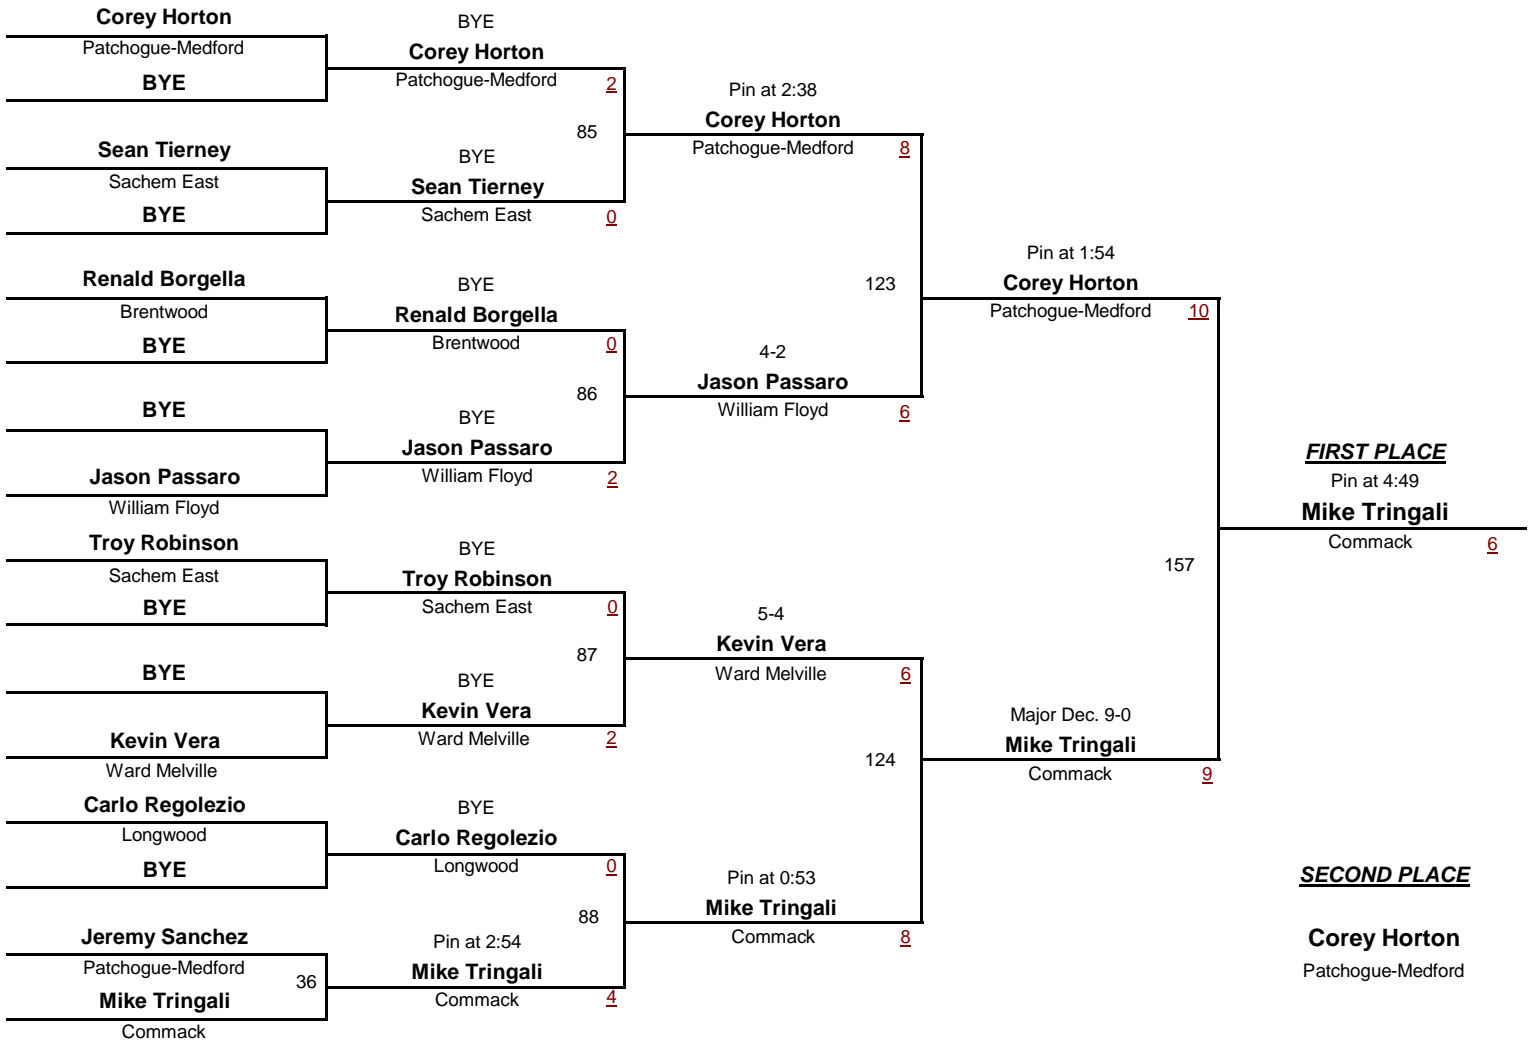 Corey Horton
Patchogue-Medford
BYE
Sean Tierney
Sachem East
BYE
Renald Borgella
Brentwood
BYE
BYE
Jason Passaro
William Floyd
Troy Robinson
Sachem East
BYE
BYE
Kevin Vera
Ward Melville
Carlo Regolezio
Longwood
BYE
Jeremy Sanchez
Patchogue-Medford
36
Mike Tringali
Commack
BYE
Corey Horton
Patchogue-Medford
2
85
BYE
Sean Tierney
Sachem East
0
BYE
Renald Borgella
Brentwood
0
86
BYE
Jason Passaro
William Floyd
2
BYE
Troy Robinson
Sachem East
0
87
BYE
Kevin Vera
Ward Melville
2
BYE
Carlo Regolezio
Longwood
0
88
Pin at 2:54
Mike Tringali
Commack
4
Pin at 2:38
Corey Horton
Patchogue-Medford
8
123
4-2
Jason Passaro
William Floyd
6
5-4
Kevin Vera
Ward Melville
6
124
Pin at 0:53
Mike Tringali
Commack
8
Pin at 1:54
Corey Horton
Patchogue-Medford
10
157
Major Dec. 9-0
Mike Tringali
Commack
9
FIRST PLACE
Pin at 4:49
Mike Tringali
Commack
6
SECOND PLACE
Corey Horton
Patchogue-Medford